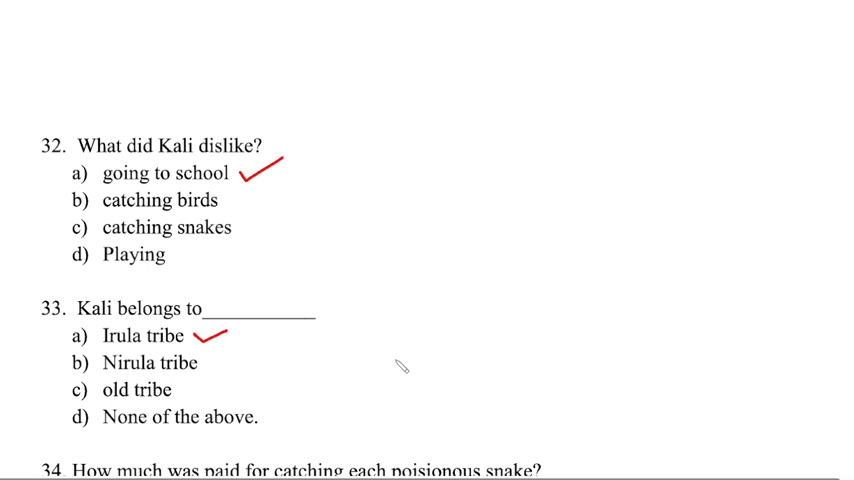 32. What did Kali dislike?
a) going to school
b) catching birds
c) catching snakes
d) Playing
33. Kali belongs to___________
a) Irula tribe
b) Nirula tribe
c) old tribe
d) None of the above.
34. How much was paid for catching each poisionous snake?